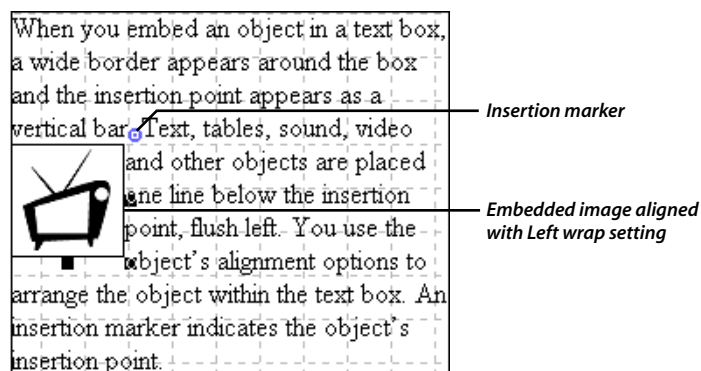 When you embed an object in a text box,
a wide border appears around the box
and the insertion point appears as a
vertical bar. Text, tables, sound, video
and other objects are placed
one line below the insertion
point, flush left. You use the
object's alignment options to
arrange the object within the text box. An
insertion marker indicates the object's
insertion point.
Insertion marker
Embedded image aligned
with Left wrap setting